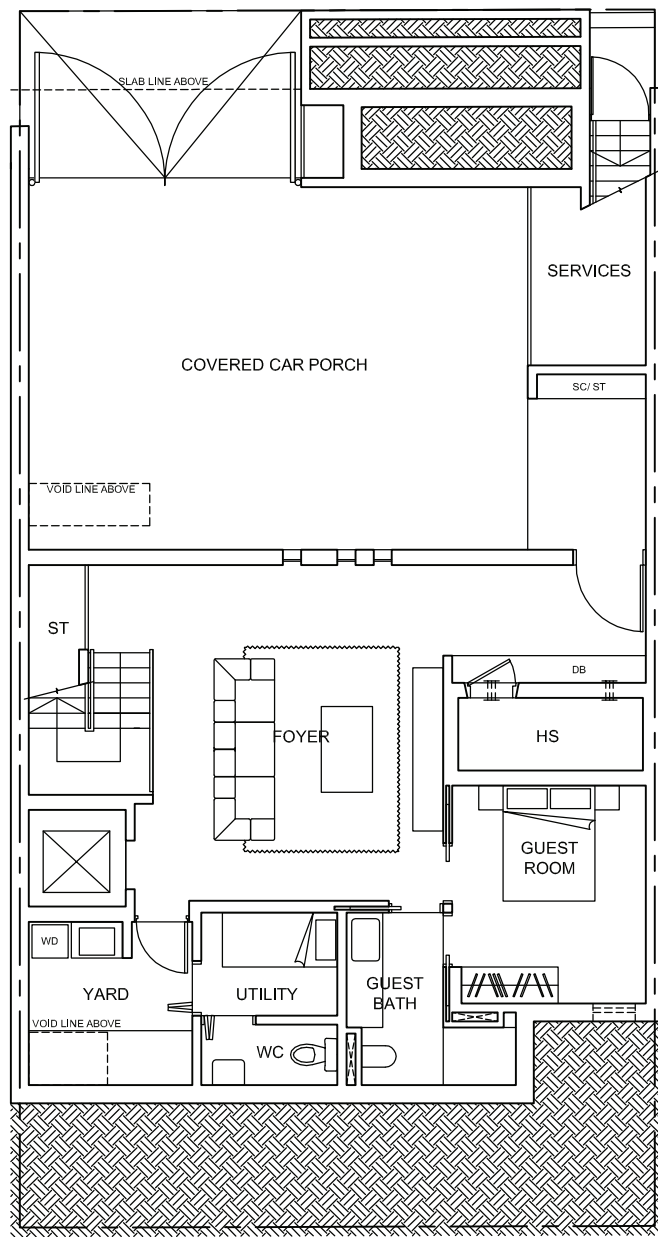 SLAB LINE ABOVE
SERVICES
COVERED CAR PORCH
SC/ ST
VOID LINE ABOVE
ST
DB
FOYER
HS
GUEST
ROOM
WD
YARD
UTILITY
GUEST
BATH
VOID LINE ABOVE
WC